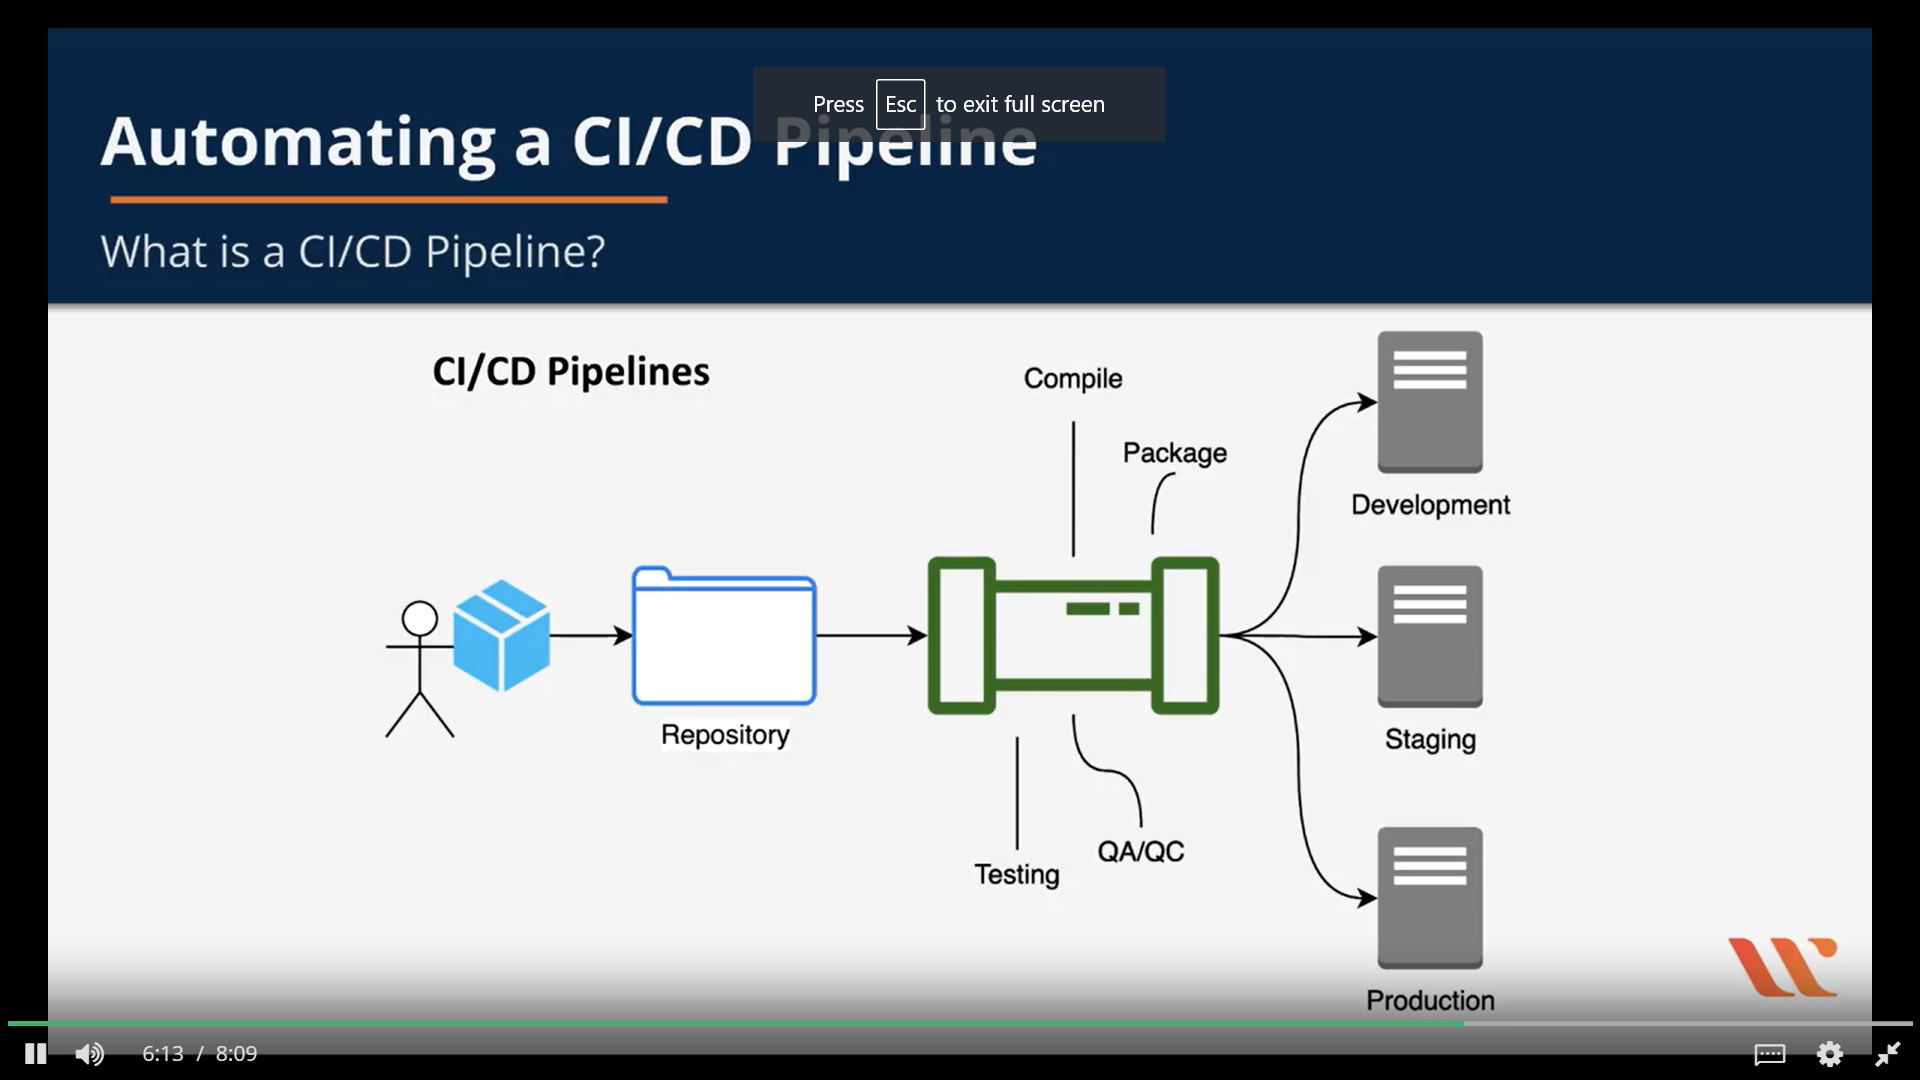 Press Esc to exit full screen
Automating a CI/CD Pipeline
What is a CI/CD Pipeline?
CI/CD Pipelines
Compile
Package
Development
Repository
Staging
Testing
QA/QC
Production
6:13 / 8:09